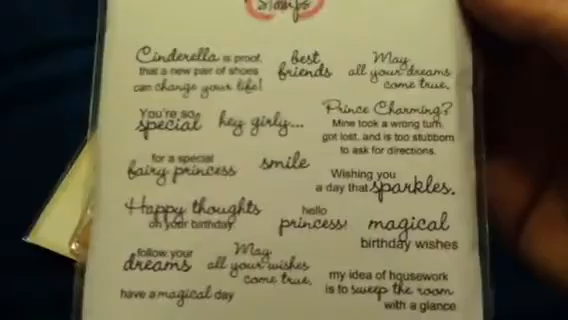 Stamps
Cinderella is proof,
that a new pair of shoes
can change your life!
best
friends
May
all your dreams
come true.
You're so
special
hey girly...
Prince Charming?
Mine took a wrong turn,
got lost, and is too stubborn
to ask for directions.
for a special
fairy princess
smile
Wishing you
a day that sparkles.
Happy thoughts
on your birthday
hello
princess!
magical
birthday wishes
follow your
dreams
May
all your wishes
come true.
my idea of housework
is to sweep the room
with a glance
have a magical day